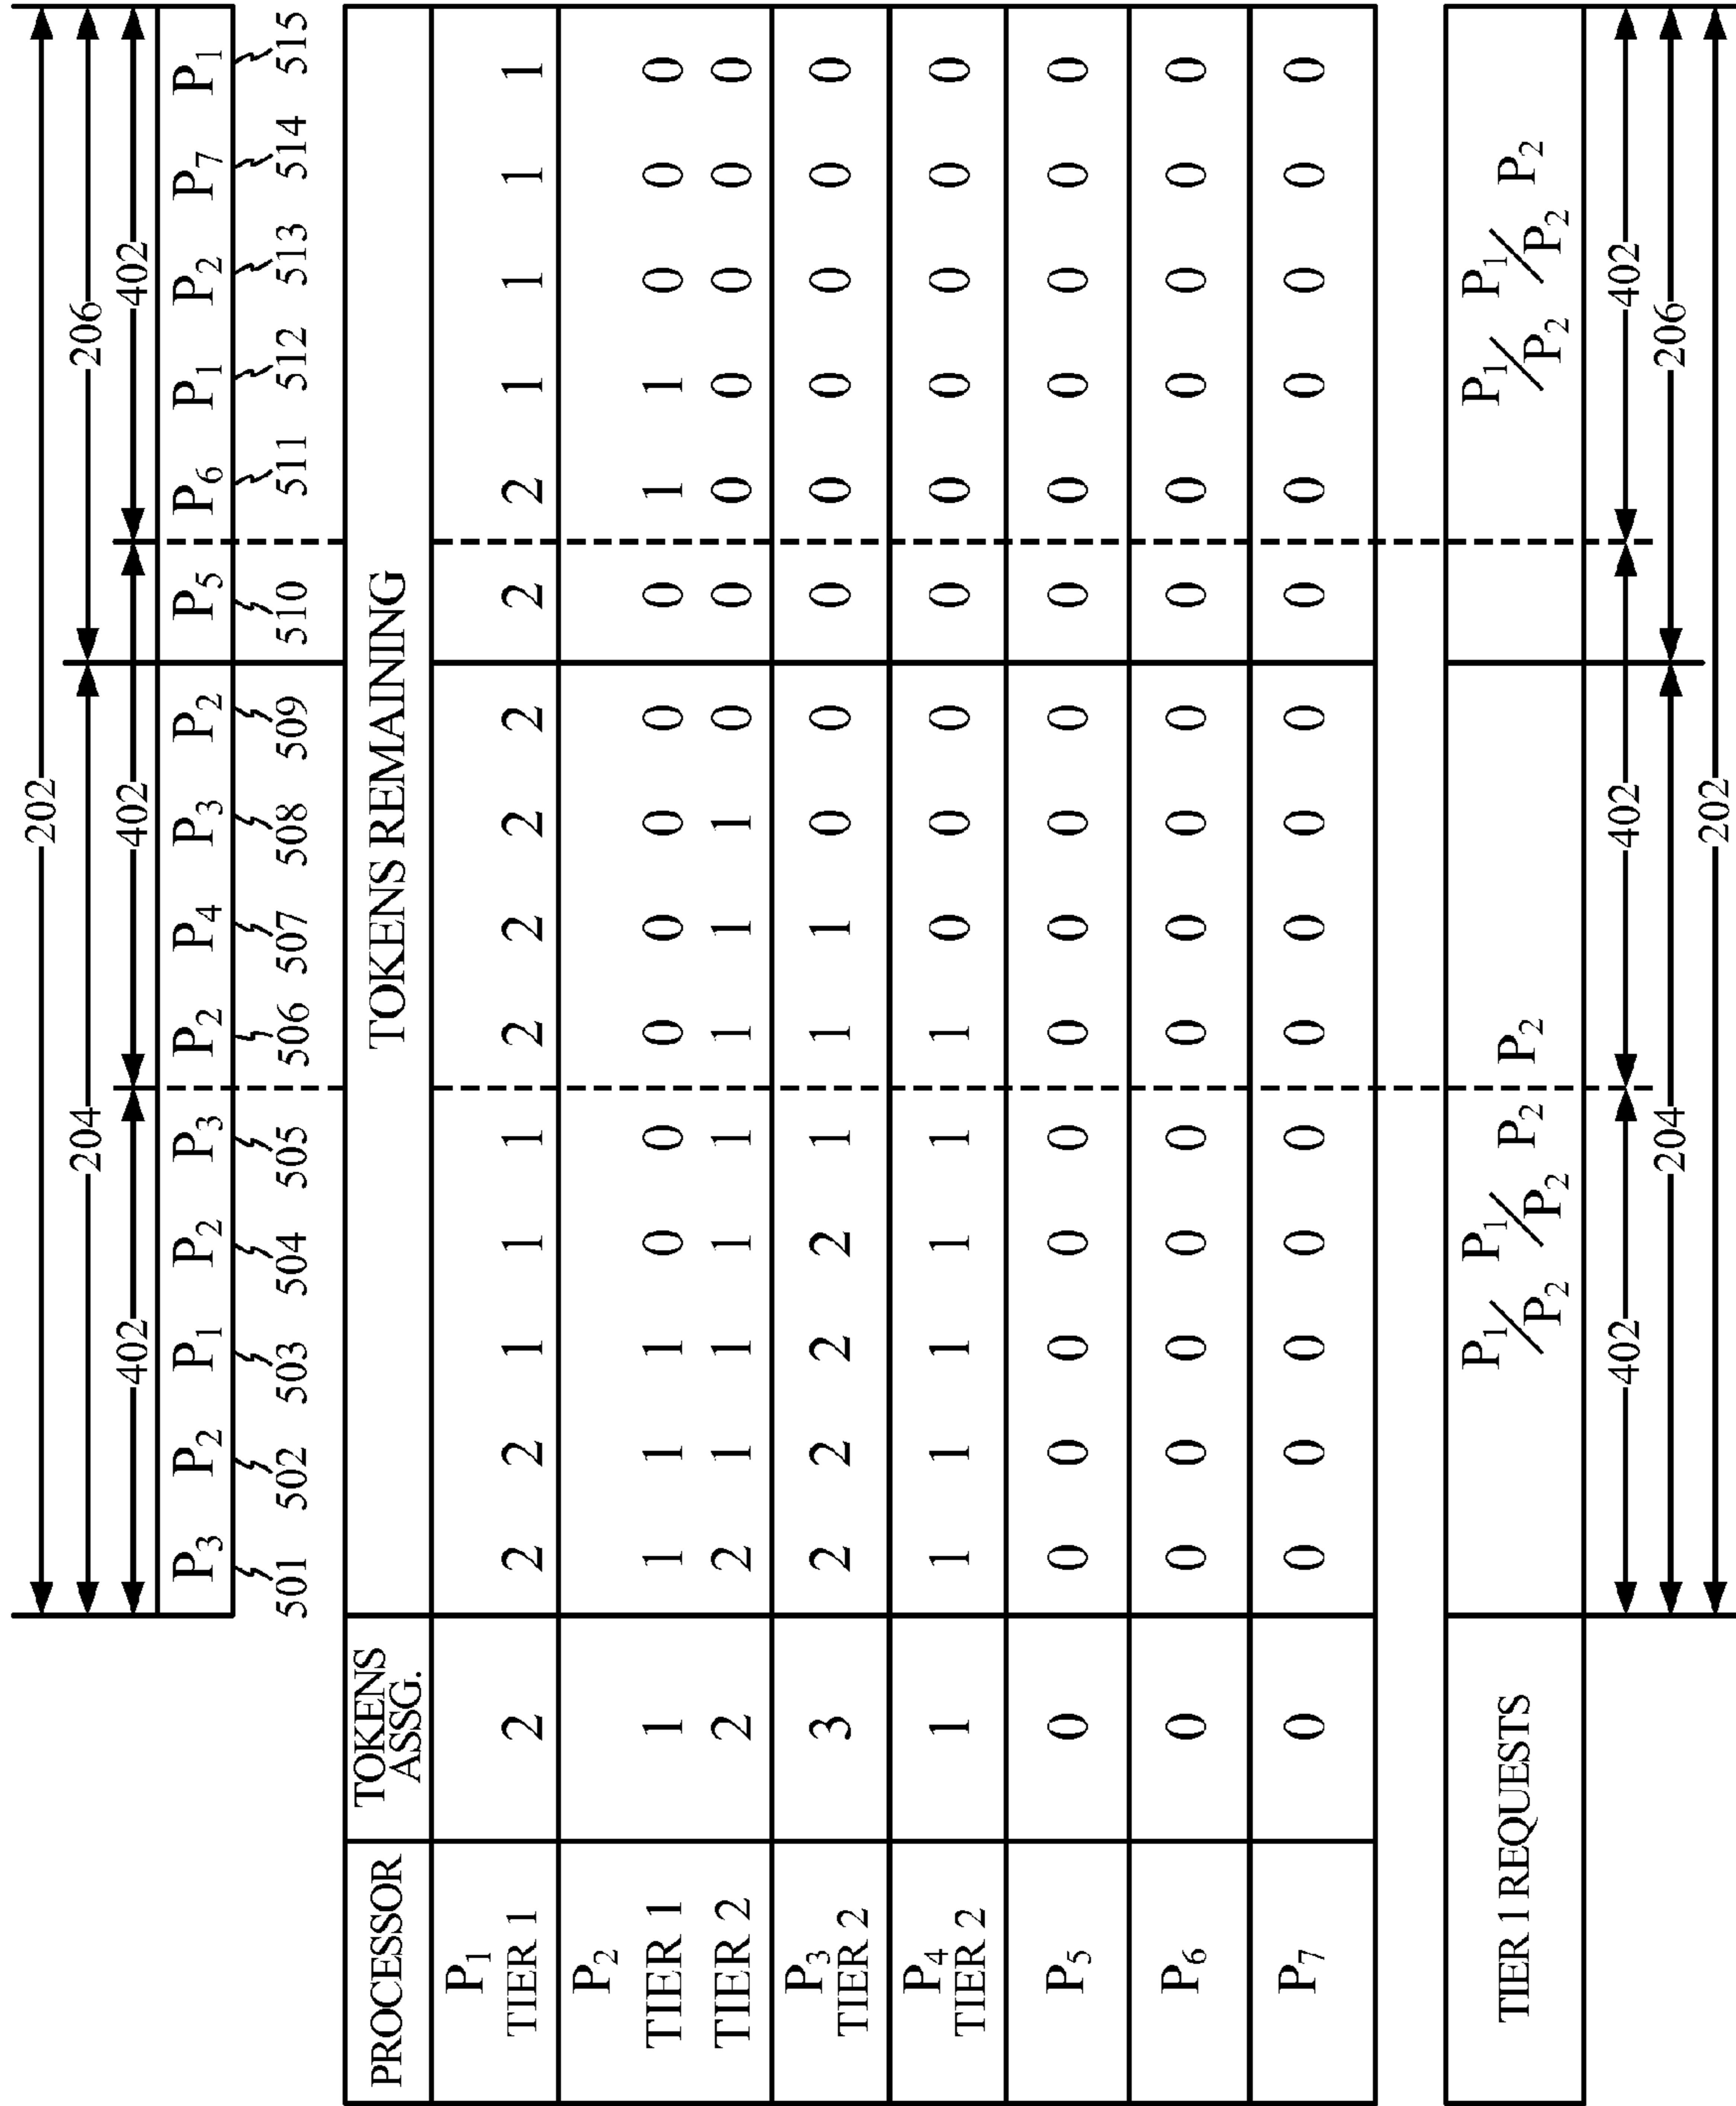 202
204 206
402 402 402
P3 P2 P1 P2 P3 P2 P4 P3 P2 P5 P6 P1 P2 P7 P1
501 502 503 504 505 506 507 508 509 510 511 512 513 514 515
PROCESSOR TOKENS ASSG. TOKENS REMAINING
P1
TIER 1 2 2 2 1 1 1 2 2 2 2 2 2 1 1 1 1
P2
TIER 1 1 1 1 1 0 0 0 0 0 0 0 1 1 0 0 0
TIER 2 2 2 1 1 1 1 1 1 1 0 0 0 0 0 0 0
P3
TIER 2 3 2 2 2 2 1 1 1 0 0 0 0 0 0 0 0
P4
TIER 2 1 1 1 1 1 1 1 0 0 0 0 0 0 0 0 0
P5 0 0 0 0 0 0 0 0 0 0 0 0 0 0 0 0
P6 0 0 0 0 0 0 0 0 0 0 0 0 0 0 0 0
P7 0 0 0 0 0 0 0 0 0 0 0 0 0 0 0 0
TIER 1 REQUESTS P1/P2 P1/P2 P2 P2 P1/P2 P1/P2 P2
402 402 402
204 206
202